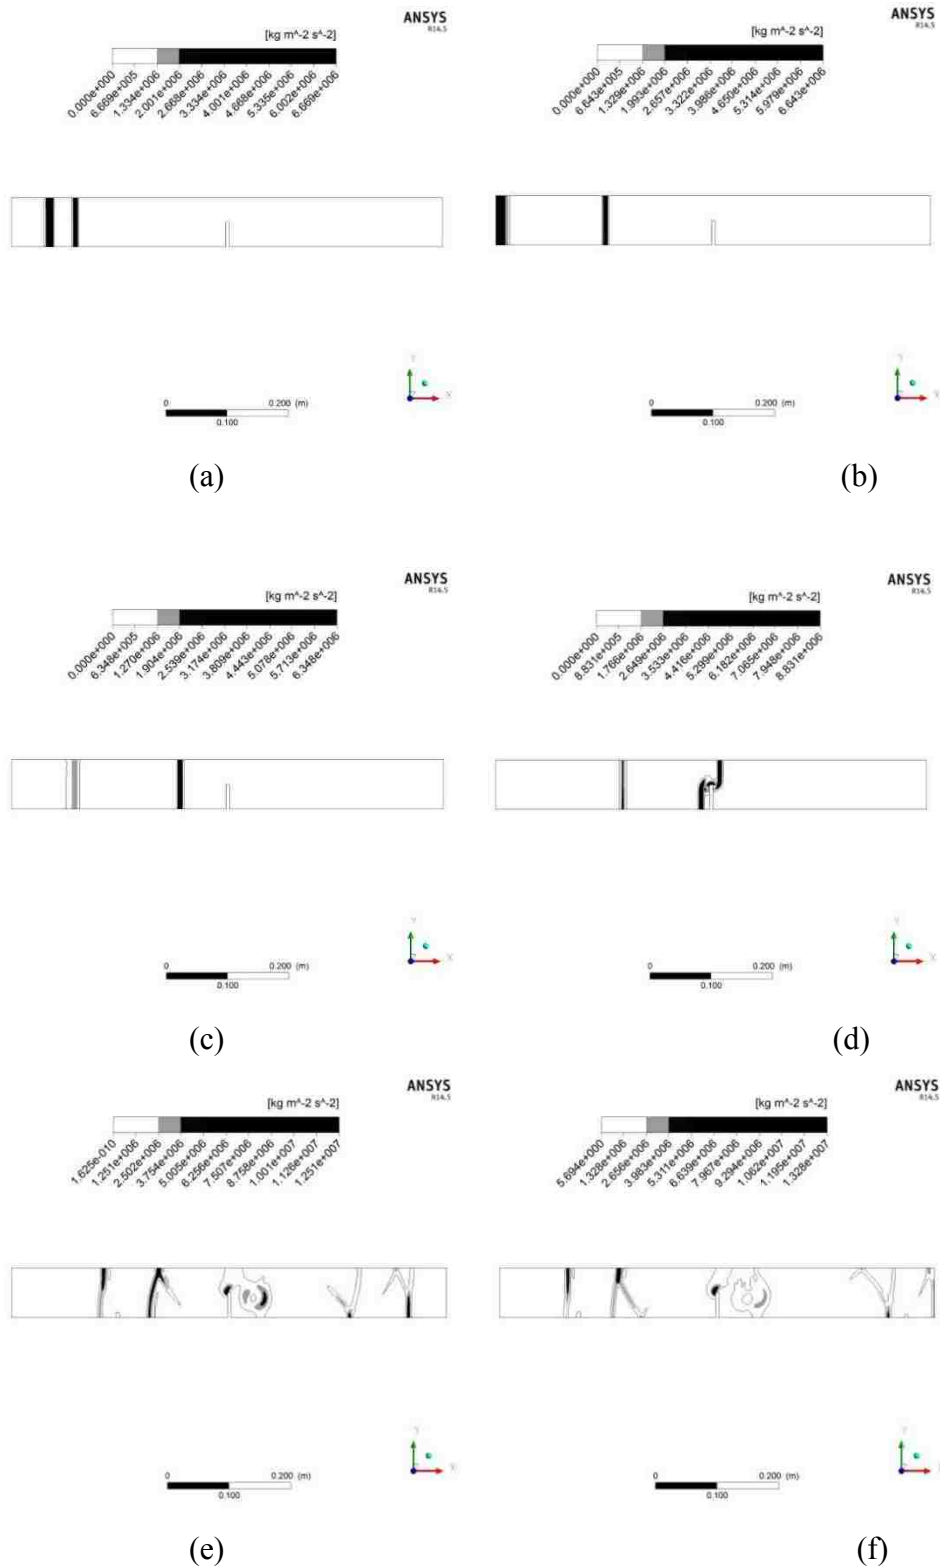 ANSYS
R14.5
[kg m^-2 s^-2]
0.000e+000
6.669e+005
1.334e+006
2.001e+006
2.668e+006
3.334e+006
4.001e+006
4.668e+006
5.335e+006
6.002e+006
6.669e+006
Y
X
0 0.200 (m)
0.100
(a)
ANSYS
R14.5
[kg m^-2 s^-2]
0.000e+000
6.643e+005
1.329e+006
1.993e+006
2.657e+006
3.322e+006
3.986e+006
4.650e+006
5.314e+006
5.979e+006
6.643e+006
Y
X
0 0.200 (m)
0.100
(b)
ANSYS
R14.5
[kg m^-2 s^-2]
0.000e+000
6.348e+005
1.270e+006
1.904e+006
2.539e+006
3.174e+006
3.809e+006
4.443e+006
5.078e+006
5.713e+006
6.348e+006
Y
X
0 0.200 (m)
0.100
(c)
ANSYS
R14.5
[kg m^-2 s^-2]
0.000e+000
8.831e+005
1.766e+006
2.649e+006
3.533e+006
4.416e+006
5.299e+006
6.182e+006
7.065e+006
7.948e+006
8.831e+006
Y
X
0 0.200 (m)
0.100
(d)
ANSYS
R14.5
[kg m^-2 s^-2]
1.625e-010
1.251e+006
2.502e+006
3.754e+006
5.005e+006
6.256e+006
7.507e+006
8.758e+006
1.001e+007
1.126e+007
1.251e+007
Y
X
0 0.200 (m)
0.100
(e)
ANSYS
R14.5
[kg m^-2 s^-2]
5.694e+000
1.328e+006
2.656e+006
3.983e+006
5.311e+006
6.639e+006
7.967e+006
9.294e+006
1.062e+007
1.195e+007
1.328e+007
Y
X
0 0.200 (m)
0.100
(f)